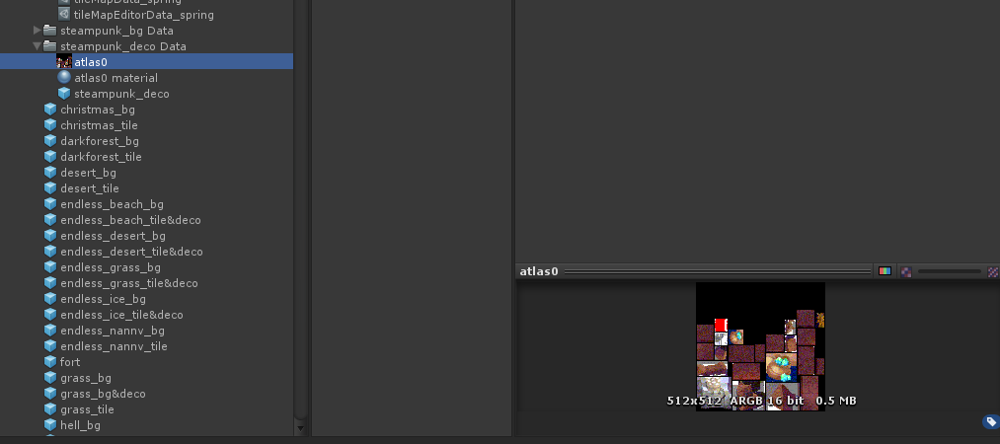 tileMapData_spring
tileMapEditorData_spring
steampunk_bg Data
steampunk_deco Data
atlas0
atlas0 material
steampunk_deco
christmas_bg
christmas_tile
darkforest_bg
darkforest_tile
desert_bg
desert_tile
endless_beach_bg
endless_beach_tile&deco
endless_desert_bg
endless_desert_tile&deco
endless_grass_bg
endless_grass_tile&deco
endless_ice_bg
endless_ice_tile&deco
endless_nannv_bg
endless_nannv_tile
fort
grass_bg
grass_bg&deco
grass_tile
hell_bg
atlas0
512x512 ARGB 16 bit 0.5 MB